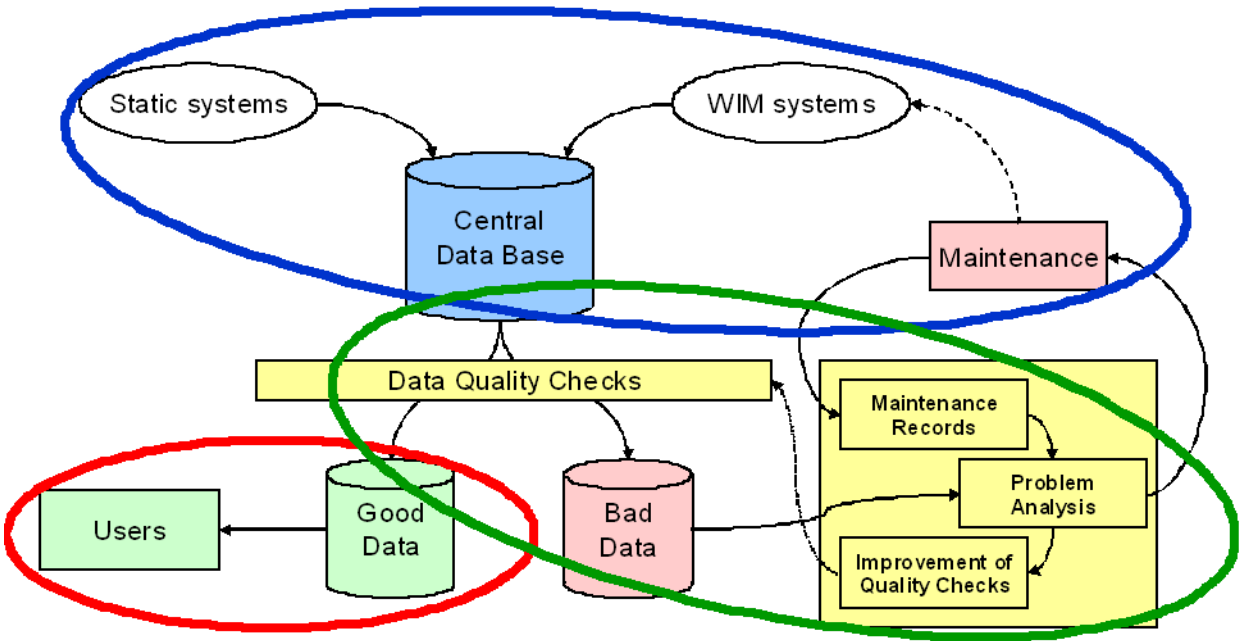 Static systems
WIM systems
Central
Data Base
Maintenance
Data Quality Checks
Maintenance
Records
Problem
Analysis
Users
Good
Data
Bad
Data
Improvement of
Quality Checks